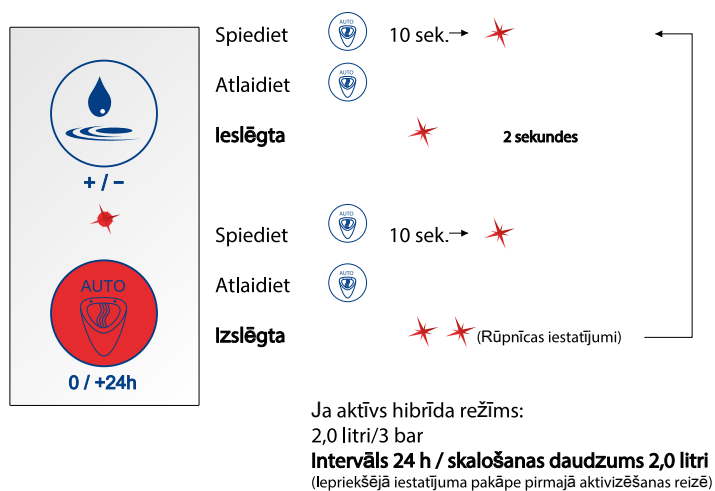 Spiediet AUTO 10 sek.
Atlaidiet AUTO
Ieslēgta 2 sekundes
+ / −
Spiediet AUTO 10 sek.
Atlaidiet AUTO
AUTO
Izslēgta (Rūpnīcas iestatījumi)
0 / +24h
Ja aktīvs hibrīda režīms:
2,0 litri/3 bar
Intervāls 24 h / skalošanas daudzums 2,0 litri
(Iepriekšējā iestatījuma pakāpe pirmajā aktivizēšanas reizē)